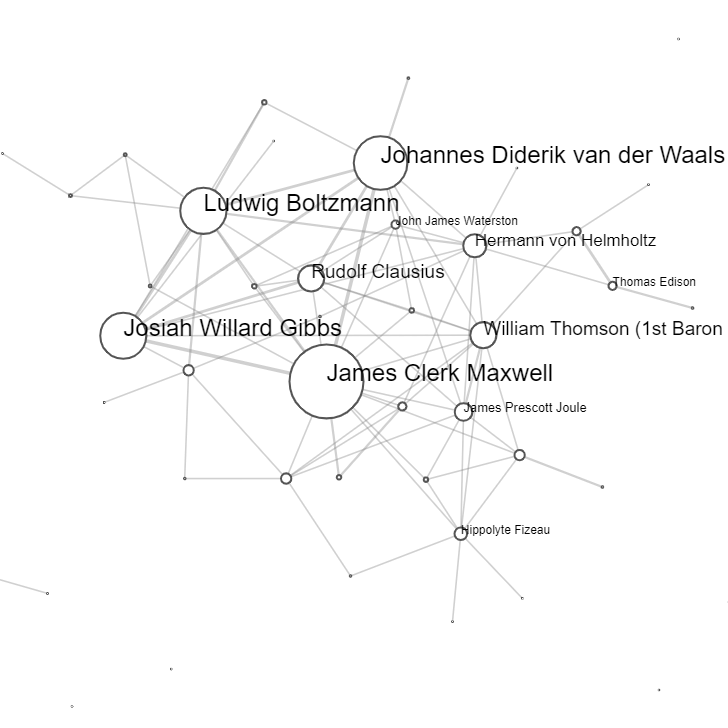 Johannes Diderik van der Waals
Ludwig Boltzmann
John James Waterston
Hermann von Helmholtz
Rudolf Clausius
Thomas Edison
Josiah Willard Gibbs
William Thomson (1st Baron
James Clerk Maxwell
James Prescott Joule
Hippolyte Fizeau